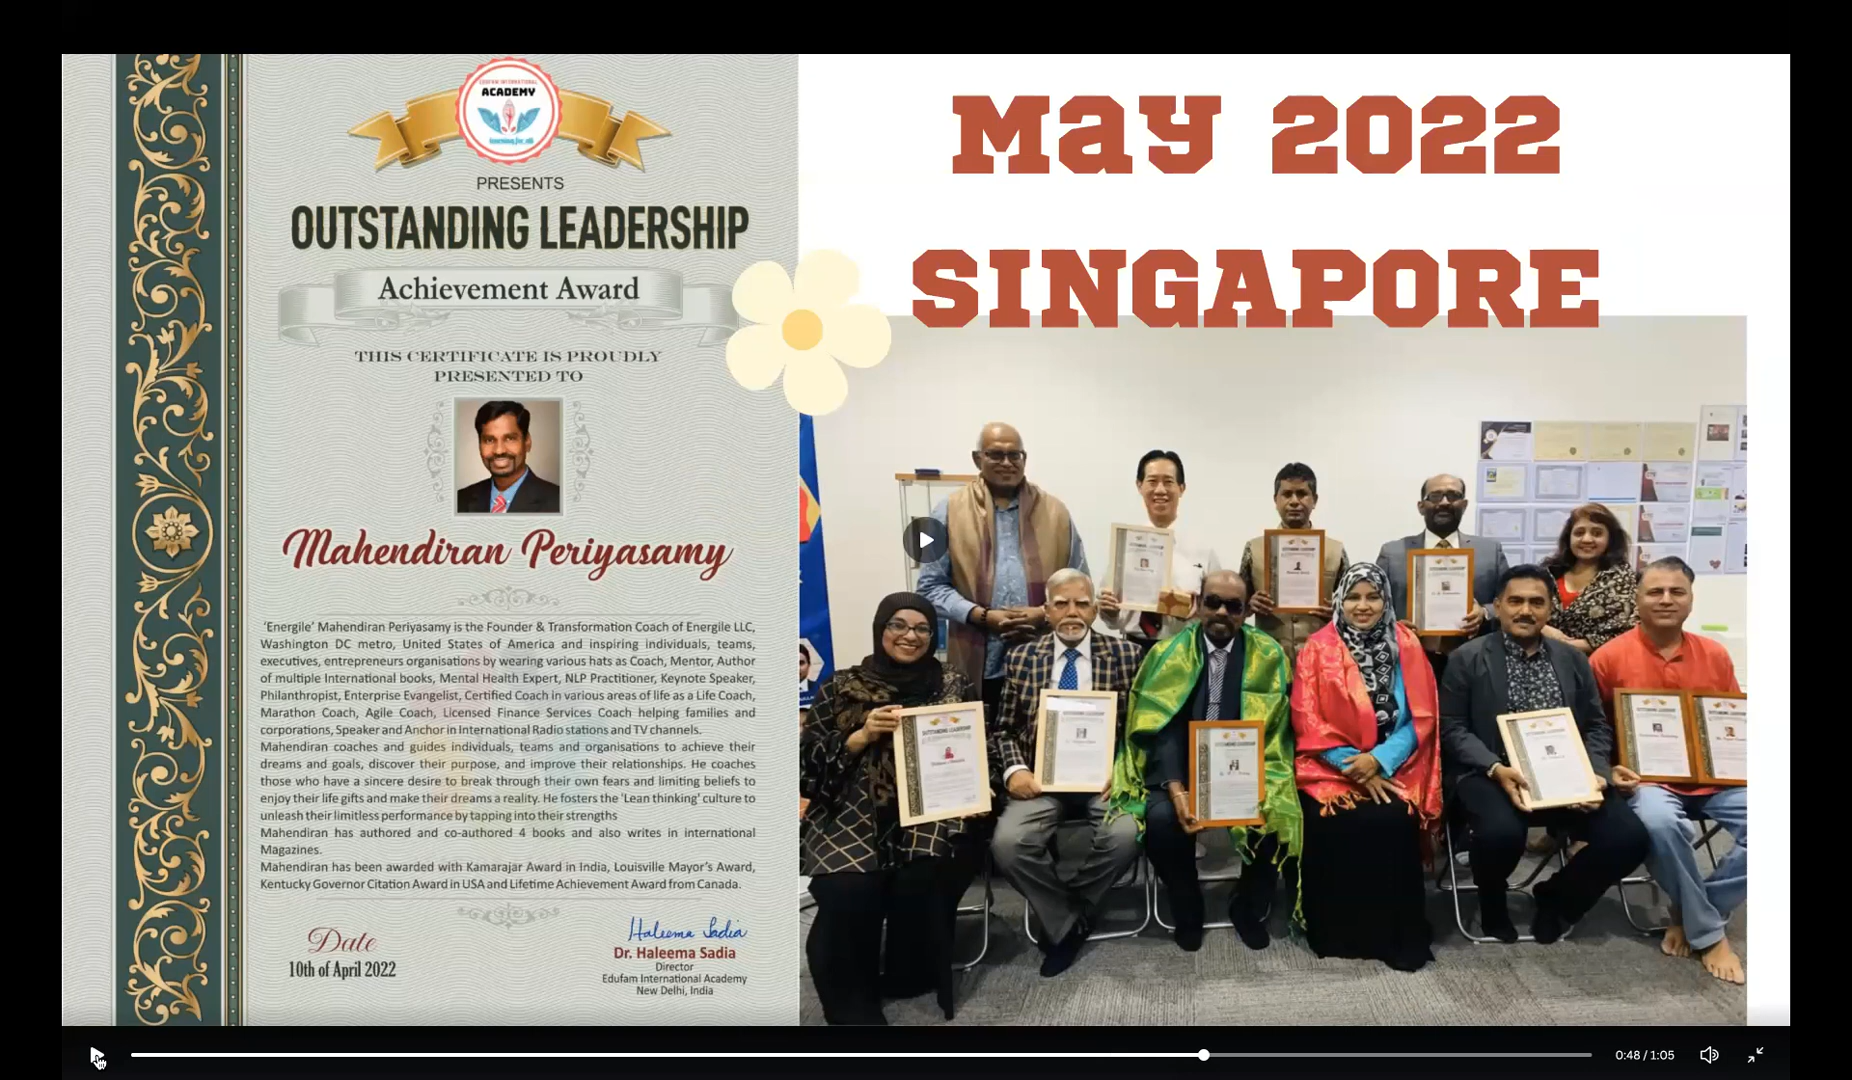 EDUFAM INTERNATIONAL
ACADEMY
PRESENTS
OUTSTANDING LEADERSHIP
Achievement Award
THIS CERTIFICATE IS PROUDLY
PRESENTED TO
Mahendiran Periyasamy
‘Energile’ Mahendiran Periyasamy is the Founder & Transformation Coach of Energile LLC,
Washington DC metro, United States of America and inspiring individuals, teams,
executives, entrepreneurs organisations by wearing various hats as Coach, Mentor, Author
of multiple International books, Mental Health Expert, NLP Practitioner, Keynote Speaker,
Philanthropist, Enterprise Evangelist, Certified Coach in various areas of life as a Life Coach,
Marathon Coach, Agile Coach, Licensed Finance Services Coach helping families and
corporations, Speaker and Anchor in International Radio stations and TV channels.
Mahendiran coaches and guides individuals, teams and organisations to achieve their
dreams and goals, discover their purpose, and improve their relationships. He coaches
those who have a sincere desire to break through their own fears and limiting beliefs to
enjoy their life gifts and make their dreams a reality. He fosters the 'Lean thinking' culture to
unleash their limitless performance by tapping into their strengths
Mahendiran has authored and co-authored 4 books and also writes in international
Magazines.
Mahendiran has been awarded with Kamarajar Award in India, Louisville Mayor’s Award,
Kentucky Governor Citation Award in USA and Lifetime Achievement Award from Canada.
Date
10th of April 2022
Haleema Sadia
Dr. Haleema Sadia
Director
Edufam International Academy
New Delhi, India
May 2022
SINGAPORE
OUTSTANDING LEADERSHIP
OUTSTANDING LEADERSHIP
OUTSTANDING LEADERSHIP
OUTSTANDING LEADERSHIP
0:48 / 1:05